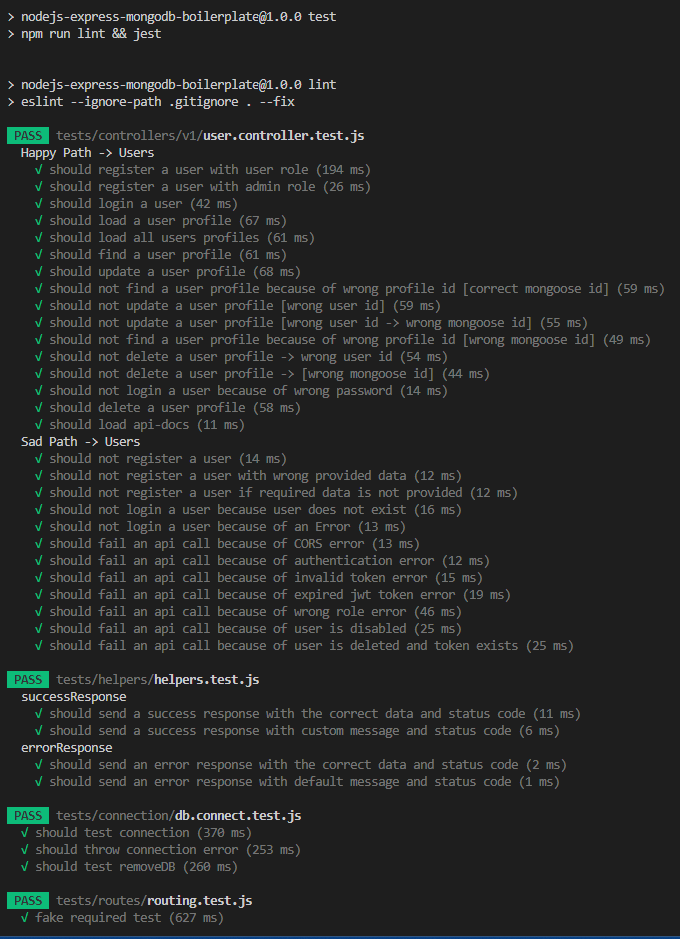 > nodejs-express-mongodb-boilerplate@1.0.0 test
> npm run lint && jest
> nodejs-express-mongodb-boilerplate@1.0.0 lint
> eslint --ignore-path .gitignore . --fix
PASS tests/controllers/v1/user.controller.test.js
Happy Path -> Users
√ should register a user with user role (194 ms)
√ should register a user with admin role (26 ms)
√ should login a user (42 ms)
√ should load a user profile (67 ms)
√ should load all users profiles (61 ms)
√ should find a user profile (61 ms)
√ should update a user profile (68 ms)
√ should not find a user profile because of wrong profile id [correct mongoose id] (59 ms)
√ should not update a user profile [wrong user id] (59 ms)
√ should not update a user profile [wrong user id -> wrong mongoose id] (55 ms)
√ should not find a user profile because of wrong profile id [wrong mongoose id] (49 ms)
√ should not delete a user profile -> wrong user id (54 ms)
√ should not delete a user profile -> [wrong mongoose id] (44 ms)
√ should not login a user because of wrong password (14 ms)
√ should delete a user profile (58 ms)
√ should load api-docs (11 ms)
Sad Path -> Users
√ should not register a user (14 ms)
√ should not register a user with wrong provided data (12 ms)
√ should not register a user if required data is not provided (12 ms)
√ should not login a user because user does not exist (16 ms)
√ should not login a user because of an Error (13 ms)
√ should fail an api call because of CORS error (13 ms)
√ should fail an api call because of authentication error (12 ms)
√ should fail an api call because of invalid token error (15 ms)
√ should fail an api call because of expired jwt token error (19 ms)
√ should fail an api call because of wrong role error (46 ms)
√ should fail an api call because of user is disabled (25 ms)
√ should fail an api call because of user is deleted and token exists (25 ms)
PASS tests/helpers/helpers.test.js
successResponse
√ should send a success response with the correct data and status code (11 ms)
√ should send a success response with custom message and status code (6 ms)
errorResponse
√ should send an error response with the correct data and status code (2 ms)
√ should send an error response with default message and status code (1 ms)
PASS tests/connection/db.connect.test.js
√ should test connection (370 ms)
√ should throw connection error (253 ms)
√ should test removeDB (260 ms)
PASS tests/routes/routing.test.js
√ fake required test (627 ms)